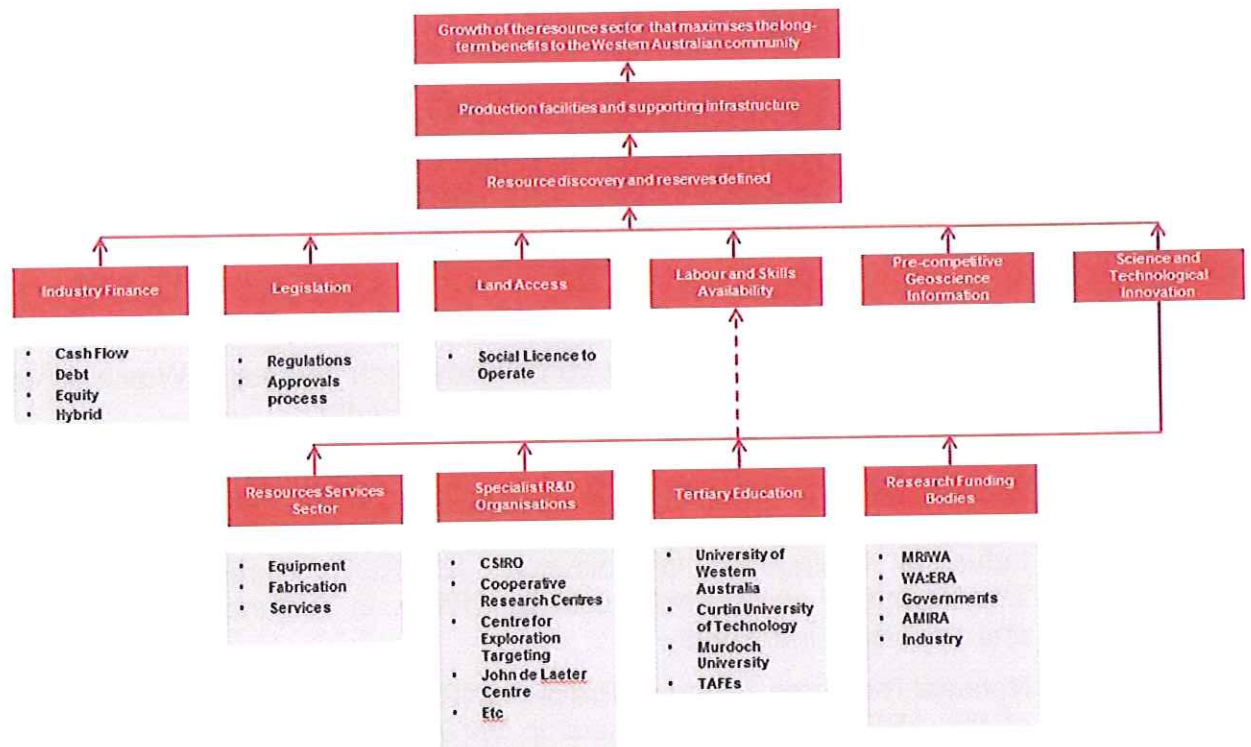 Growth of the resource sector that maximises the long-
term benefits to the Western Australian community
Production facilities and supporting infrastructure
Resource discovery and reserves defined
Industry Finance
Legislation
Land Access
Labour and Skills
Availability
Pre-competitive
Geoscience
Information
Science and
Technological
Innovation
• Cash Flow
• Debt
• Equity
• Hybrid
• Regulations
• Approvals
process
• Social Licence to
Operate
Resources Services
Sector
Specialist R&D
Organisations
Tertiary Education
Research Funding
Bodies
• Equipment
• Fabrication
• Services
• CSIRO
• Cooperative
Research Centres
• Centre for
Exploration
Targeting
• John de Laeter
Centre
• Etc
• University of
Western
Australia
• Curtin University
of Technology
• Murdoch
University
• TAFEs
• MRIWA
• WA:ERA
• Governments
• AMIRA
• Industry